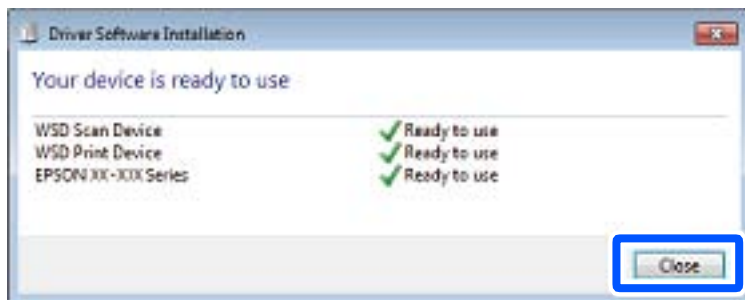 Driver Software Installation
Your device is ready to use
WSD Scan Device Ready to use
WSD Print Device Ready to use
EPSON XX-XXX Series Ready to use
Close